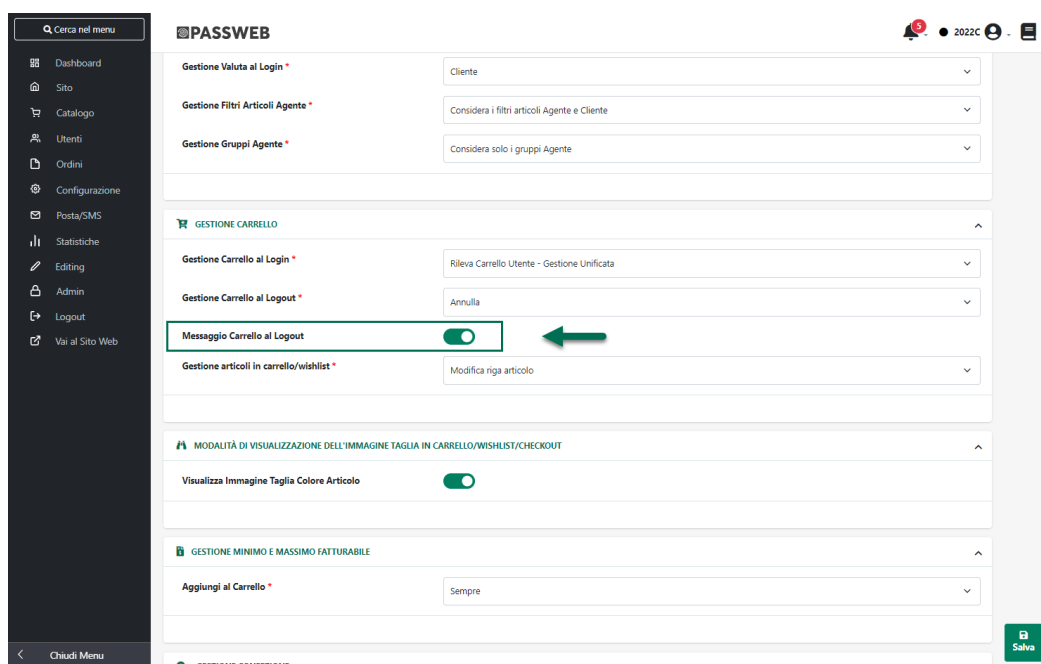 Cerca nel menu
PASSWEB
5
2022C
Dashboard
Sito
Catalogo
Utenti
Ordini
Configurazione
Posta/SMS
Statistiche
Editing
Admin
Logout
Vai al Sito Web
Chiudi Menu
Gestione Valuta al Login *
Cliente
Gestione Filtri Articoli Agente *
Considera i filtri articoli Agente e Cliente
Gestione Gruppi Agente *
Considera solo i gruppi Agente
GESTIONE CARRELLO
Gestione Carrello al Login *
Rileva Carrello Utente - Gestione Unificata
Gestione Carrello al Logout *
Annulla
Messaggio Carrello al Logout
Gestione articoli in carrello/wishlist *
Modifica riga articolo
MODALITÀ DI VISUALIZZAZIONE DELL'IMMAGINE TAGLIA IN CARRELLO/WISHLIST/CHECKOUT
Visualizza Immagine Taglia Colore Articolo
GESTIONE MINIMO E MASSIMO FATTURABILE
Aggiungi al Carrello *
Sempre
Salva